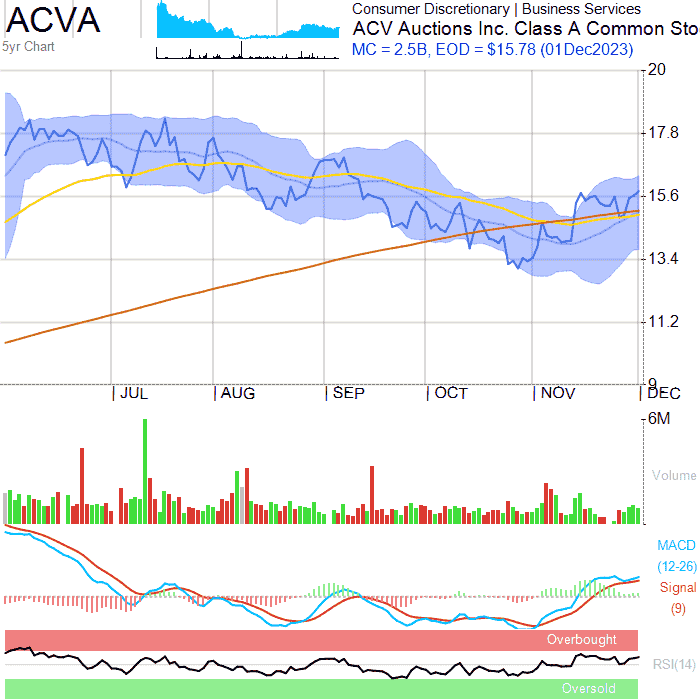 ACVA
5yr Chart
Consumer Discretionary | Business Services
ACV Auctions Inc. Class A Common Sto
MC = 2.5B, EOD = $15.78 (01Dec2023)
20
17.8
15.6
13.4
11.2
9
JUL AUG SEP OCT NOV DEC
6M
Volume
MACD
(12-26)
Signal
(9)
Overbought
RSI(14)
Oversold